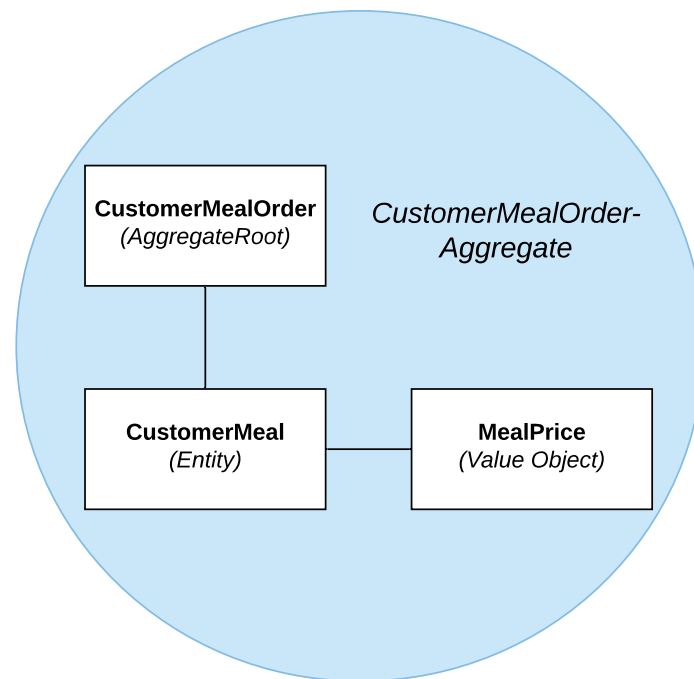 CustomerMealOrder
(AggregateRoot)
CustomerMealOrder-
Aggregate
CustomerMeal
(Entity)
MealPrice
(Value Object)